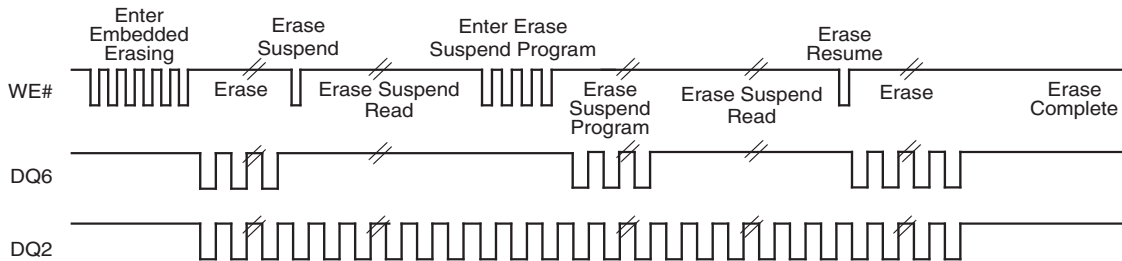 Enter
Embedded
Erasing
Erase
Suspend
Enter Erase
Suspend Program
Erase
Resume
WE#
Erase
Erase Suspend
Read
Erase
Suspend
Program
Erase Suspend
Read
Erase
Erase
Complete
DQ6
DQ2